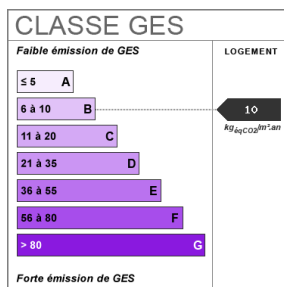 CLASSE GES
Faible émission de GES
LOGEMENT
≤ 5 A
6 à 10 B
10
kgéqCO2/m².an
11 à 20 C
21 à 35 D
36 à 55 E
56 à 80 F
> 80 G
Forte émission de GES